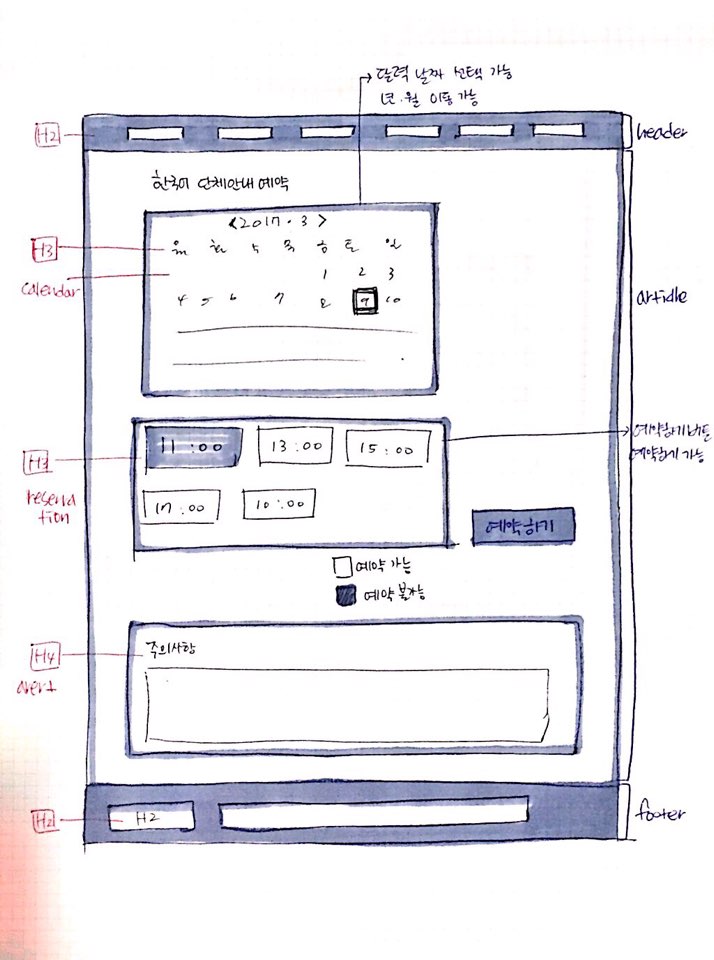 달력 날짜 선택 가능
년·월 이동 가능
H2
header
한국어 단체안내 예약
<2017·3>
H3
월 화 수 목 금 토 일
calendar
1 2 3
article
4 5 6 7 8 9 10
예약하기 버튼
예약하기 가능
H3
11:00 13:00 15:00
reserva
tion
17:00 10:00
예약하기
예약 가능
예약 불가능
H4
주의사항
arert
H2
H2
footer